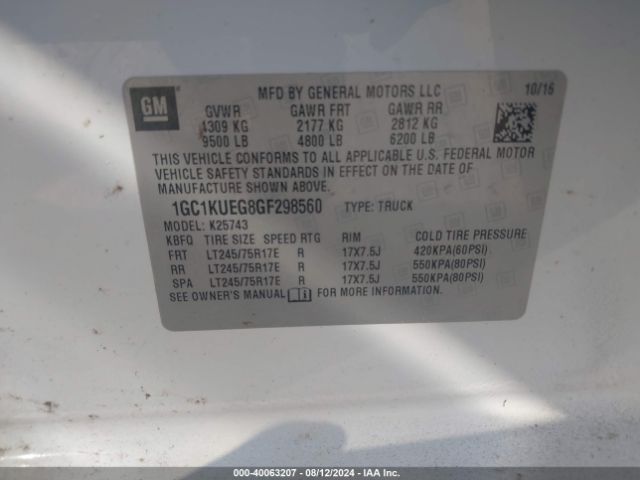 GM
MFD BY GENERAL MOTORS LLC 10/16
GVWR GAWR FRT GAWR RR
4309 KG 2177 KG 2812 KG
9500 LB 4800 LB 6200 LB
THIS VEHICLE CONFORMS TO ALL APPLICABLE U.S. FEDERAL MOTOR
VEHICLE SAFETY STANDARDS IN EFFECT ON THE DATE OF
MANUFACTURE SHOWN ABOVE.
1GC1KUEG8GF298560 TYPE: TRUCK
MODEL: K25743
KBFQ TIRE SIZE SPEED RTG RIM COLD TIRE PRESSURE
FRT LT245/75R17E R 17X7.5J 420KPA(60PSI)
RR LT245/75R17E R 17X7.5J 550KPA(80PSI)
SPA LT245/75R17E R 17X7.5J 550KPA(80PSI)
SEE OWNER'S MANUAL FOR MORE INFORMATION.
000-40063207 - 08/12/2024 - IAA Inc.